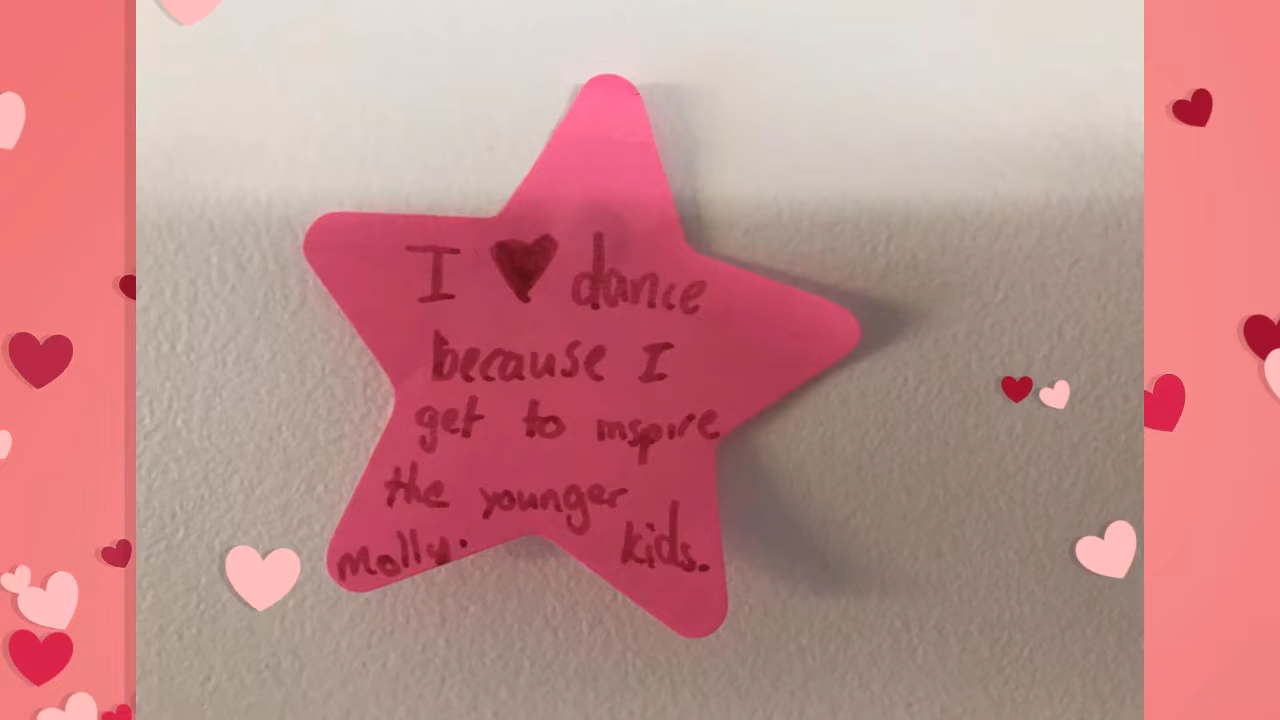 I ♥ dance
because I
get to inspire
the younger
kids.
Molly.